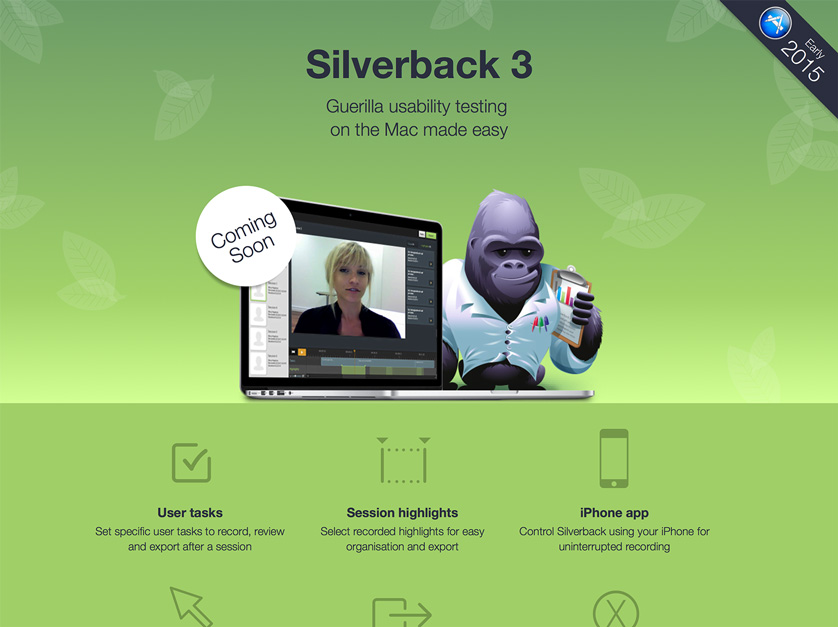 Early
2015
Silverback 3
Guerilla usability testing
on the Mac made easy
Coming
Soon
User tasks
Set specific user tasks to record, review
and export after a session
Session highlights
Select recorded highlights for easy
organisation and export
iPhone app
Control Silverback using your iPhone for
uninterrupted recording